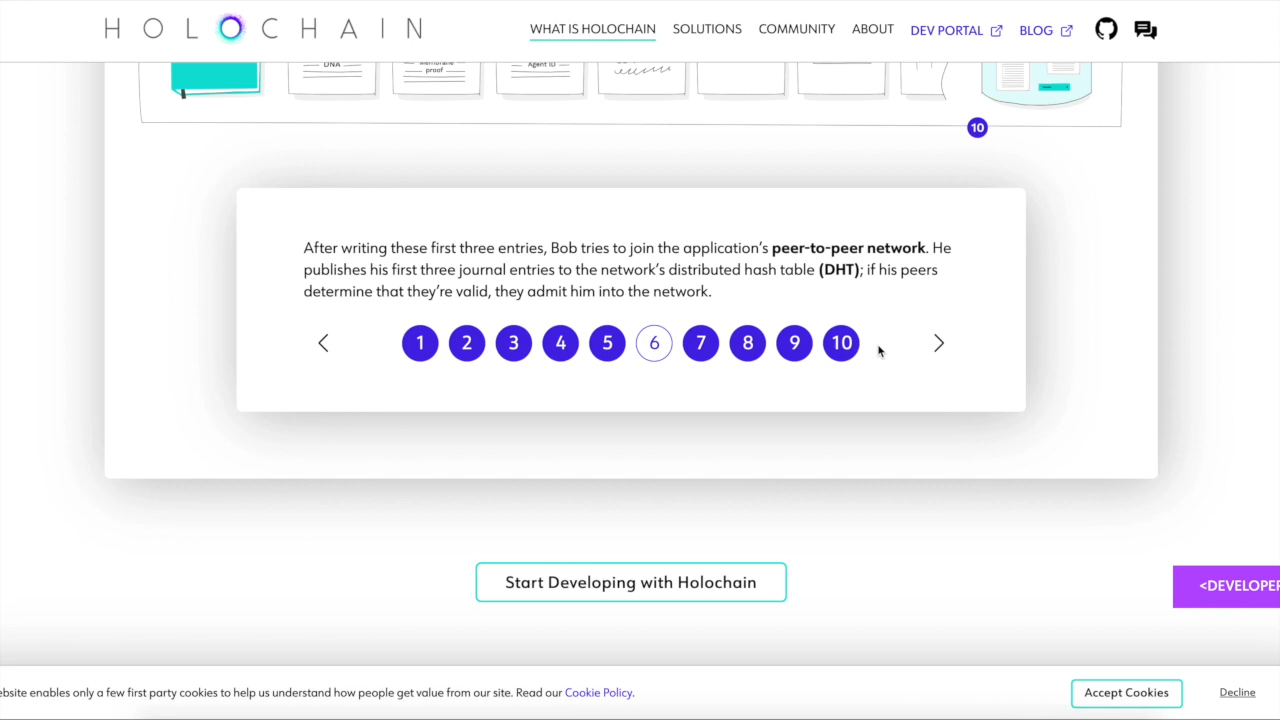 HOLOCHAIN
WHAT IS HOLOCHAIN
SOLUTIONS
COMMUNITY
ABOUT
DEV PORTAL
BLOG
DNA
proof
Agent ID
10
After writing these first three entries, Bob tries to join the application’s peer-to-peer network. He
publishes his first three journal entries to the network’s distributed hash table (DHT); if his peers
determine that they’re valid, they admit him into the network.
1 2 3 4 5 6 7 8 9 10
Start Developing with Holochain
<DEVELOPER
ebsite enables only a few first party cookies to help us understand how people get value from our site. Read our Cookie Policy.
Accept Cookies
Decline